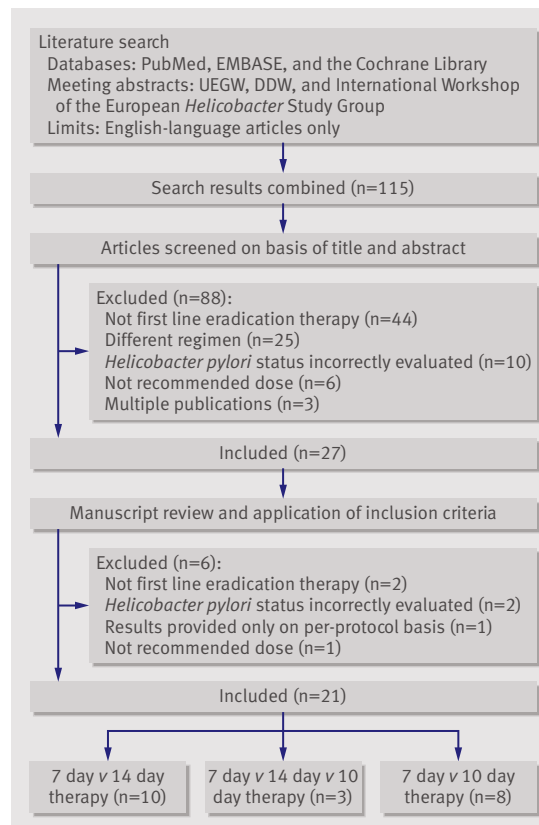 Literature search
Databases: PubMed, EMBASE, and the Cochrane Library
Meeting abstracts: UEGW, DDW, and International Workshop
of the European Helicobacter Study Group
Limits: English-language articles only
Search results combined (n=115)
Articles screened on basis of title and abstract
Excluded (n=88):
Not first line eradication therapy (n=44)
Different regimen (n=25)
Helicobacter pylori status incorrectly evaluated (n=10)
Not recommended dose (n=6)
Multiple publications (n=3)
Included (n=27)
Manuscript review and application of inclusion criteria
Excluded (n=6):
Not first line eradication therapy (n=2)
Helicobacter pylori status incorrectly evaluated (n=2)
Results provided only on per-protocol basis (n=1)
Not recommended dose (n=1)
Included (n=21)
7 day v 14 day
therapy (n=10)
7 day v 14 day v 10
day therapy (n=3)
7 day v 10 day
therapy (n=8)